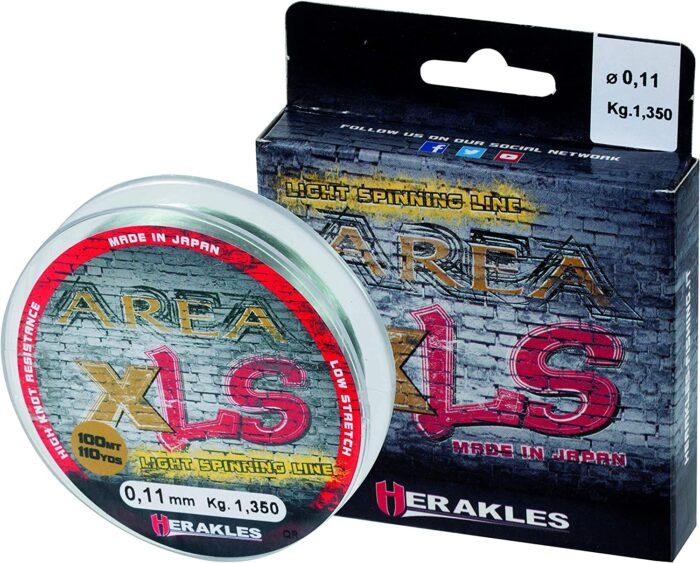 ø 0,11
Kg.1,350
FOLLOW US ON OUR SOCIAL NETWORK
LIGHT SPINNING LINE
AREA
XLS
MADE IN JAPAN
HERAKLES
MADE IN JAPAN
HIGH KNOT RESISTANCE
LOW STRETCH
AREA
XLS
100MT
110YDS
LIGHT SPINNING LINE
0,11 mm Kg. 1,350
HERAKLES